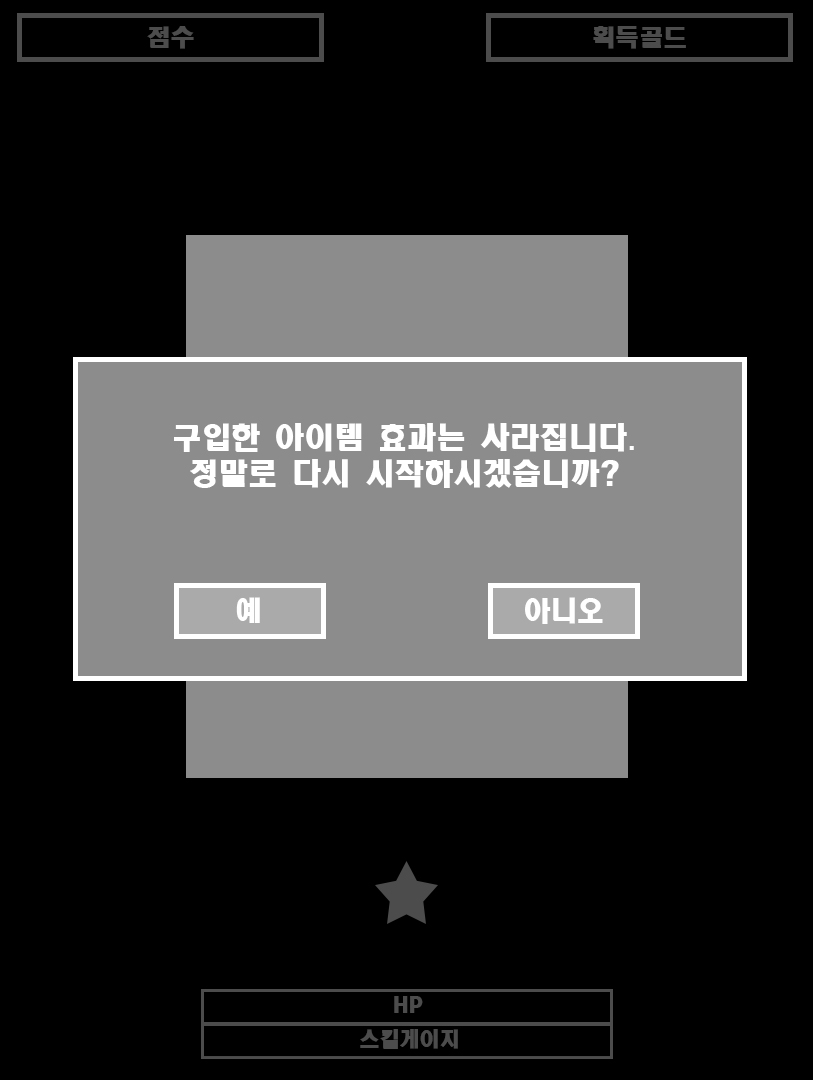 점수
획득골드
구입한 아이템 효과는 사라집니다.
정말로 다시 시작하시겠습니까?
예
아니오
HP
스킬게이지